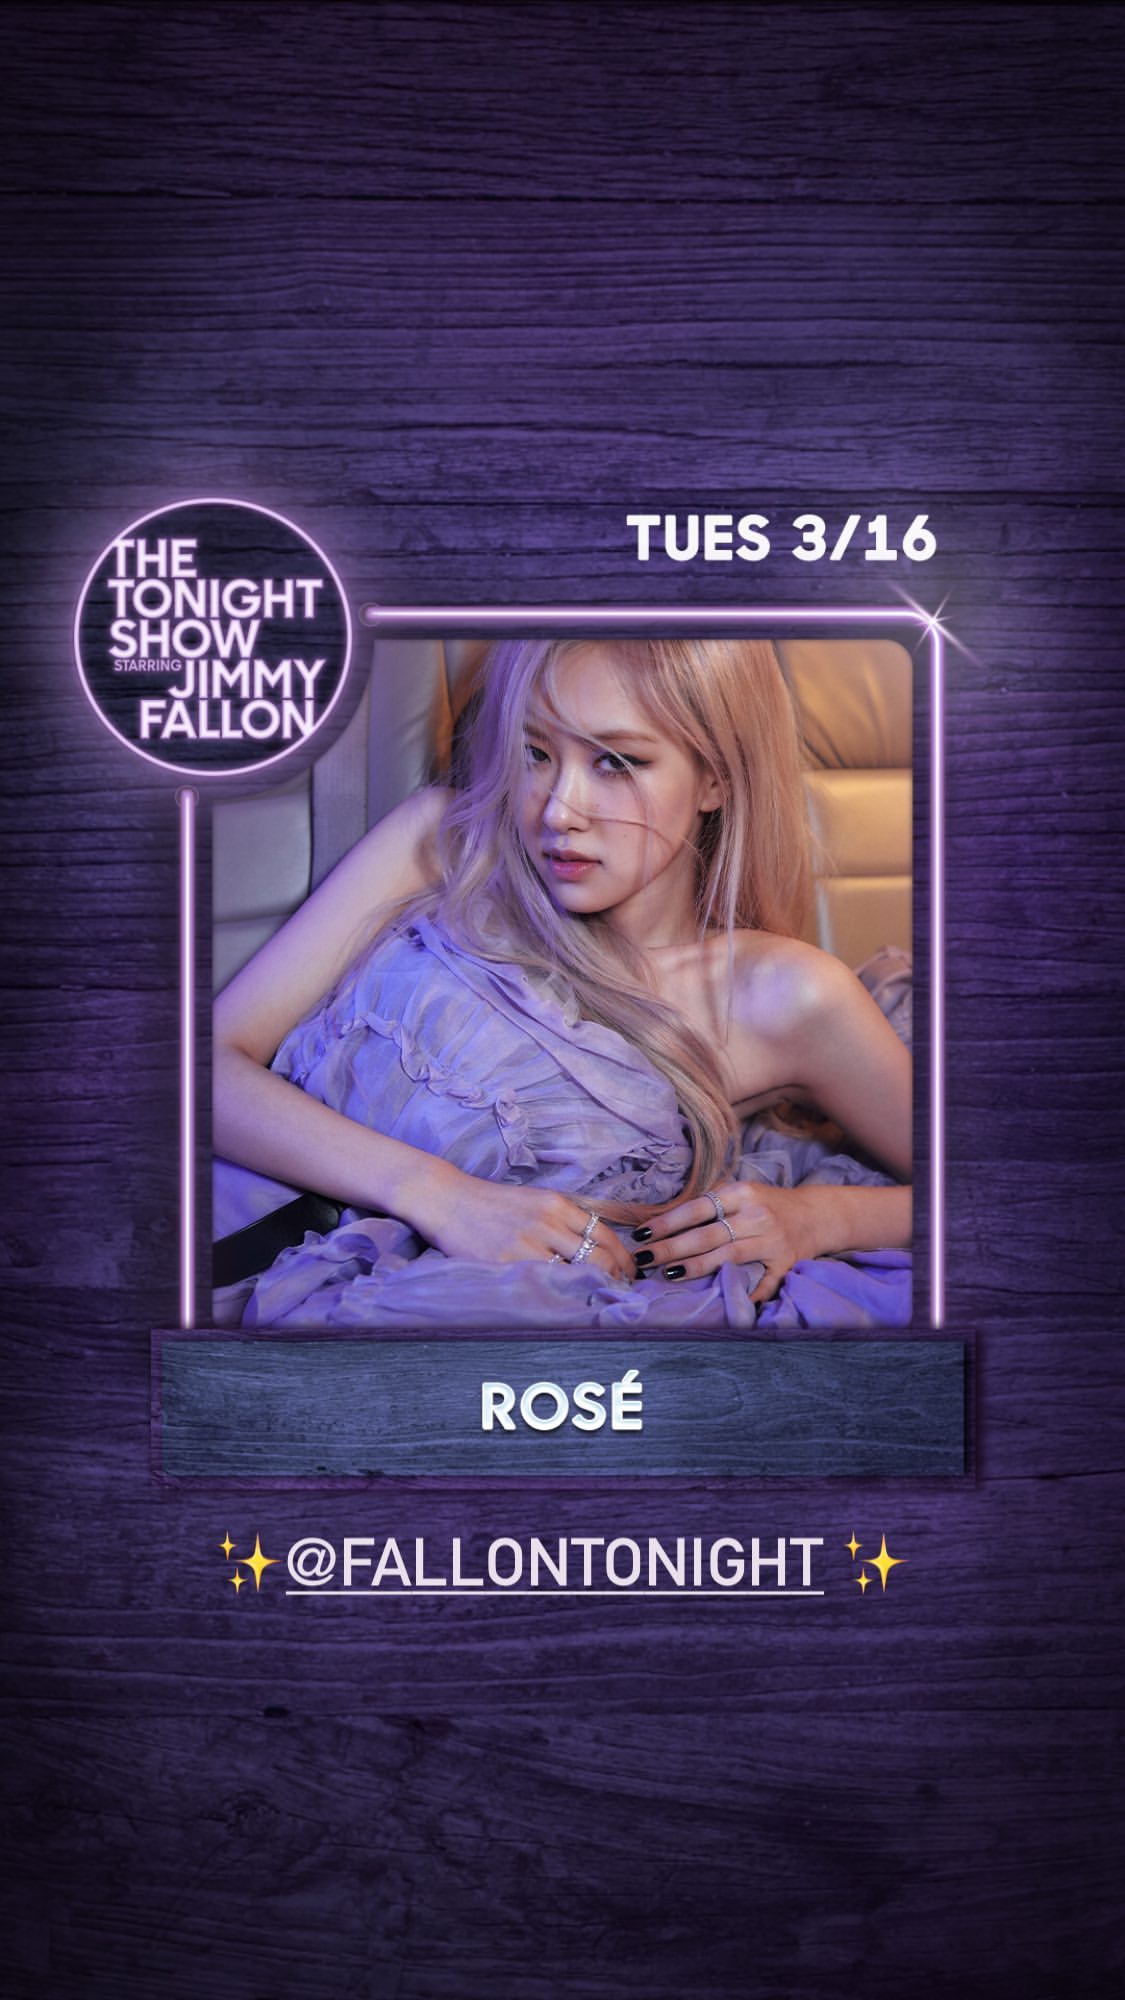 TUES 3/16
THE
TONIGHT
SHOW
STARRING JIMMY
FALLON
ROSÉ
✨@FALLONTONIGHT ✨